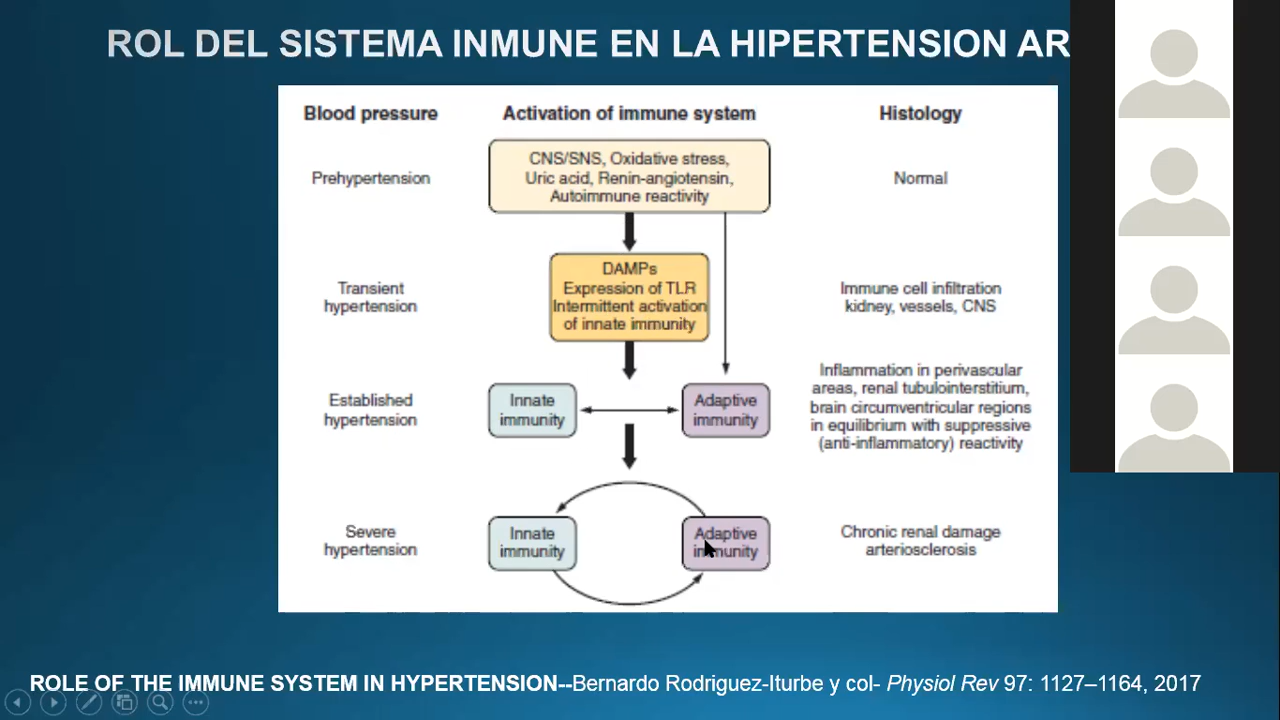 ROL DEL SISTEMA INMUNE EN LA HIPERTENSION AR
Blood pressure
Activation of immune system
Histology
Prehypertension
CNS/SNS, Oxidative stress,
Uric acid, Renin-angiotensin,
Autoimmune reactivity
Normal
Transient
hypertension
DAMPs
Expression of TLR
Intermittent activation
of innate immunity
Immune cell infiltration
kidney, vessels, CNS
Established
hypertension
Innate
immunity
Adaptive
immunity
Inflammation in perivascular
areas, renal tubulointerstitium,
brain circumventricular regions
in equilibrium with suppressive
(anti-inflammatory) reactivity
Severe
hypertension
Innate
immunity
Adaptive
immunity
Chronic renal damage
arteriosclerosis
ROLE OF THE IMMUNE SYSTEM IN HYPERTENSION--Bernardo Rodriguez-Iturbe y col- Physiol Rev 97: 1127–1164, 2017